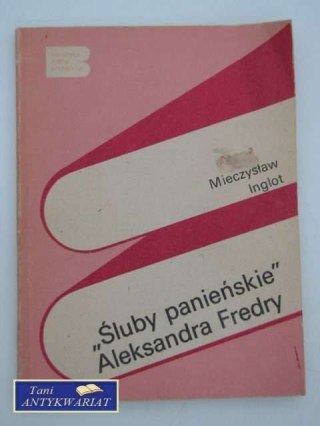 Mieczysław
Inglot
„Śluby panieńskie"
Aleksandra Fredry
Tani
ANTYKWARIAT